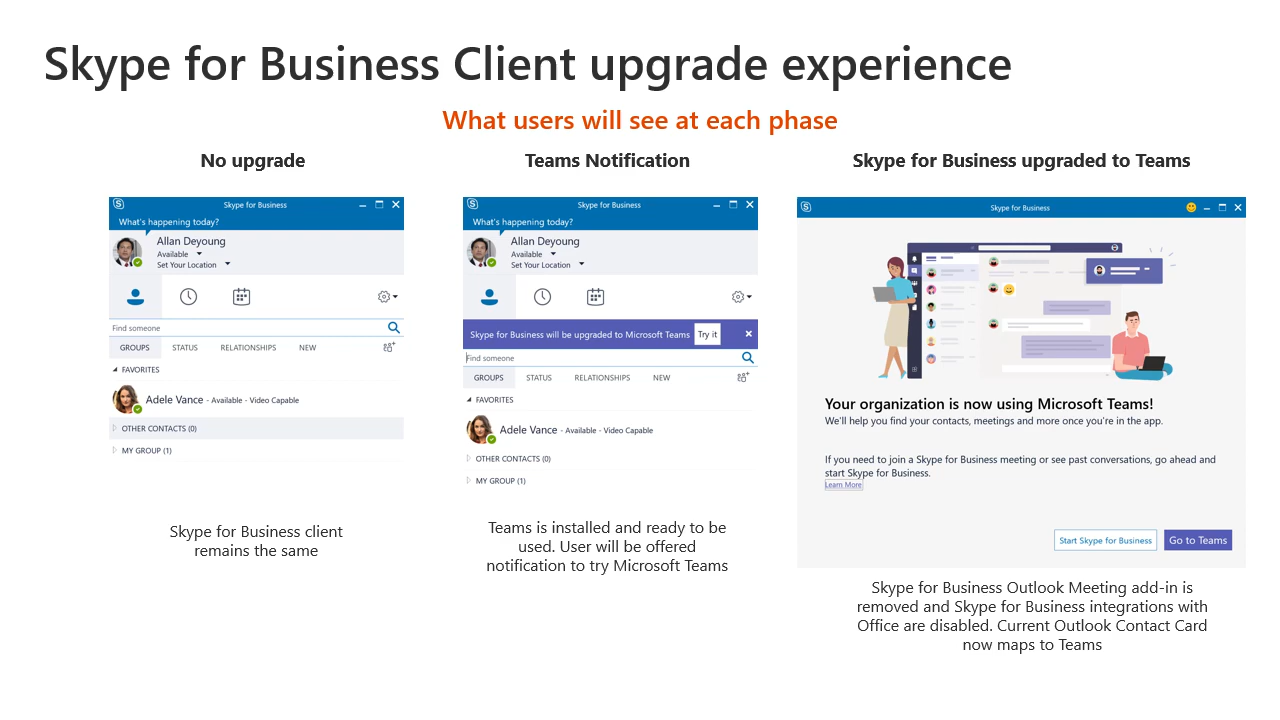 Skype for Business Client upgrade experience
What users will see at each phase
No upgrade
Skype for Business
What's happening today?
Allan Deyoung
Available
Set Your Location
Find someone
GROUPS STATUS RELATIONSHIPS NEW
FAVORITES
Adele Vance - Available - Video Capable
OTHER CONTACTS (0)
MY GROUP (1)
Skype for Business client
remains the same
Teams Notification
Skype for Business
What's happening today?
Allan Deyoung
Available
Set Your Location
Skype for Business will be upgraded to Microsoft Teams Try it
Find someone
GROUPS STATUS RELATIONSHIPS NEW
FAVORITES
Adele Vance - Available - Video Capable
OTHER CONTACTS (0)
MY GROUP (1)
Teams is installed and ready to be
used. User will be offered
notification to try Microsoft Teams
Skype for Business upgraded to Teams
Skype for Business
Your organization is now using Microsoft Teams!
We'll help you find your contacts, meetings and more once you're in the app.
If you need to join a Skype for Business meeting or see past conversations, go ahead and
start Skype for Business.
Learn More
Start Skype for Business Go to Teams
Skype for Business Outlook Meeting add-in is
removed and Skype for Business integrations with
Office are disabled. Current Outlook Contact Card
now maps to Teams